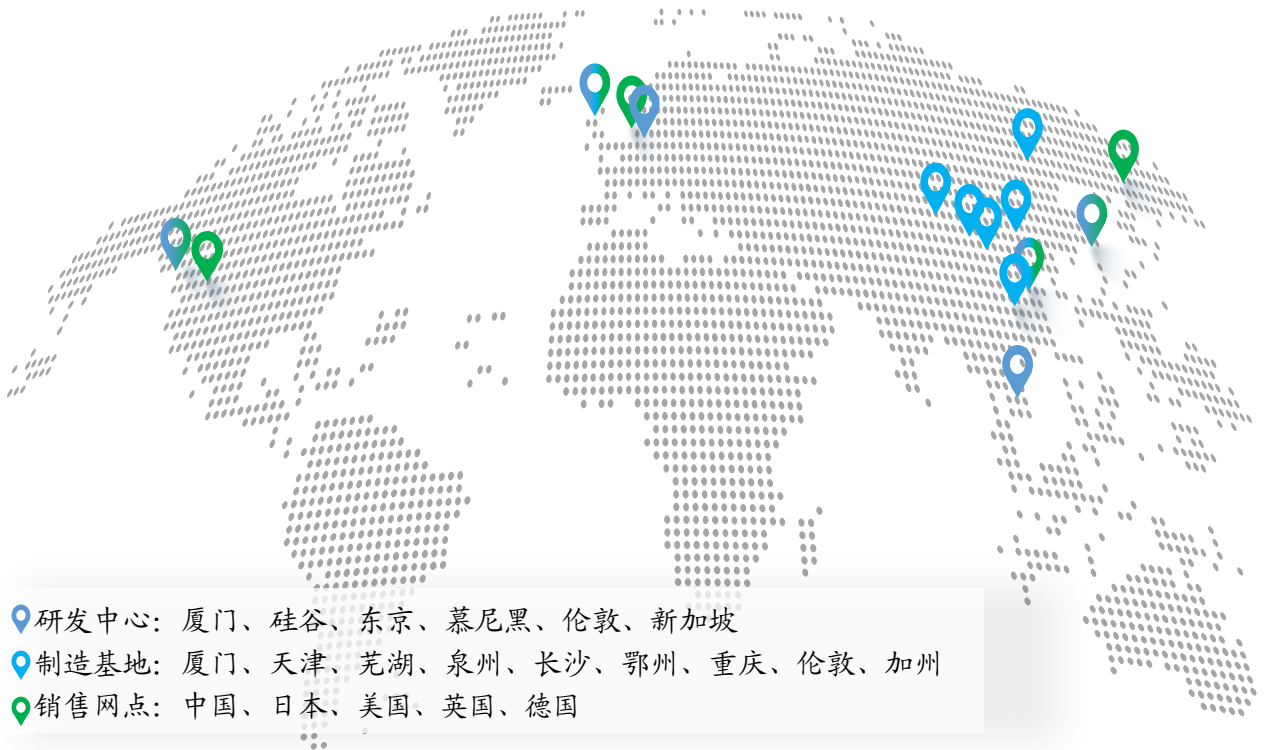 研发中心：厦门、硅谷、东京、慕尼黑、伦敦、新加坡
制造基地：厦门、天津、芜湖、泉州、长沙、鄂州、重庆、伦敦、加州
销售网点：中国、日本、美国、英国、德国